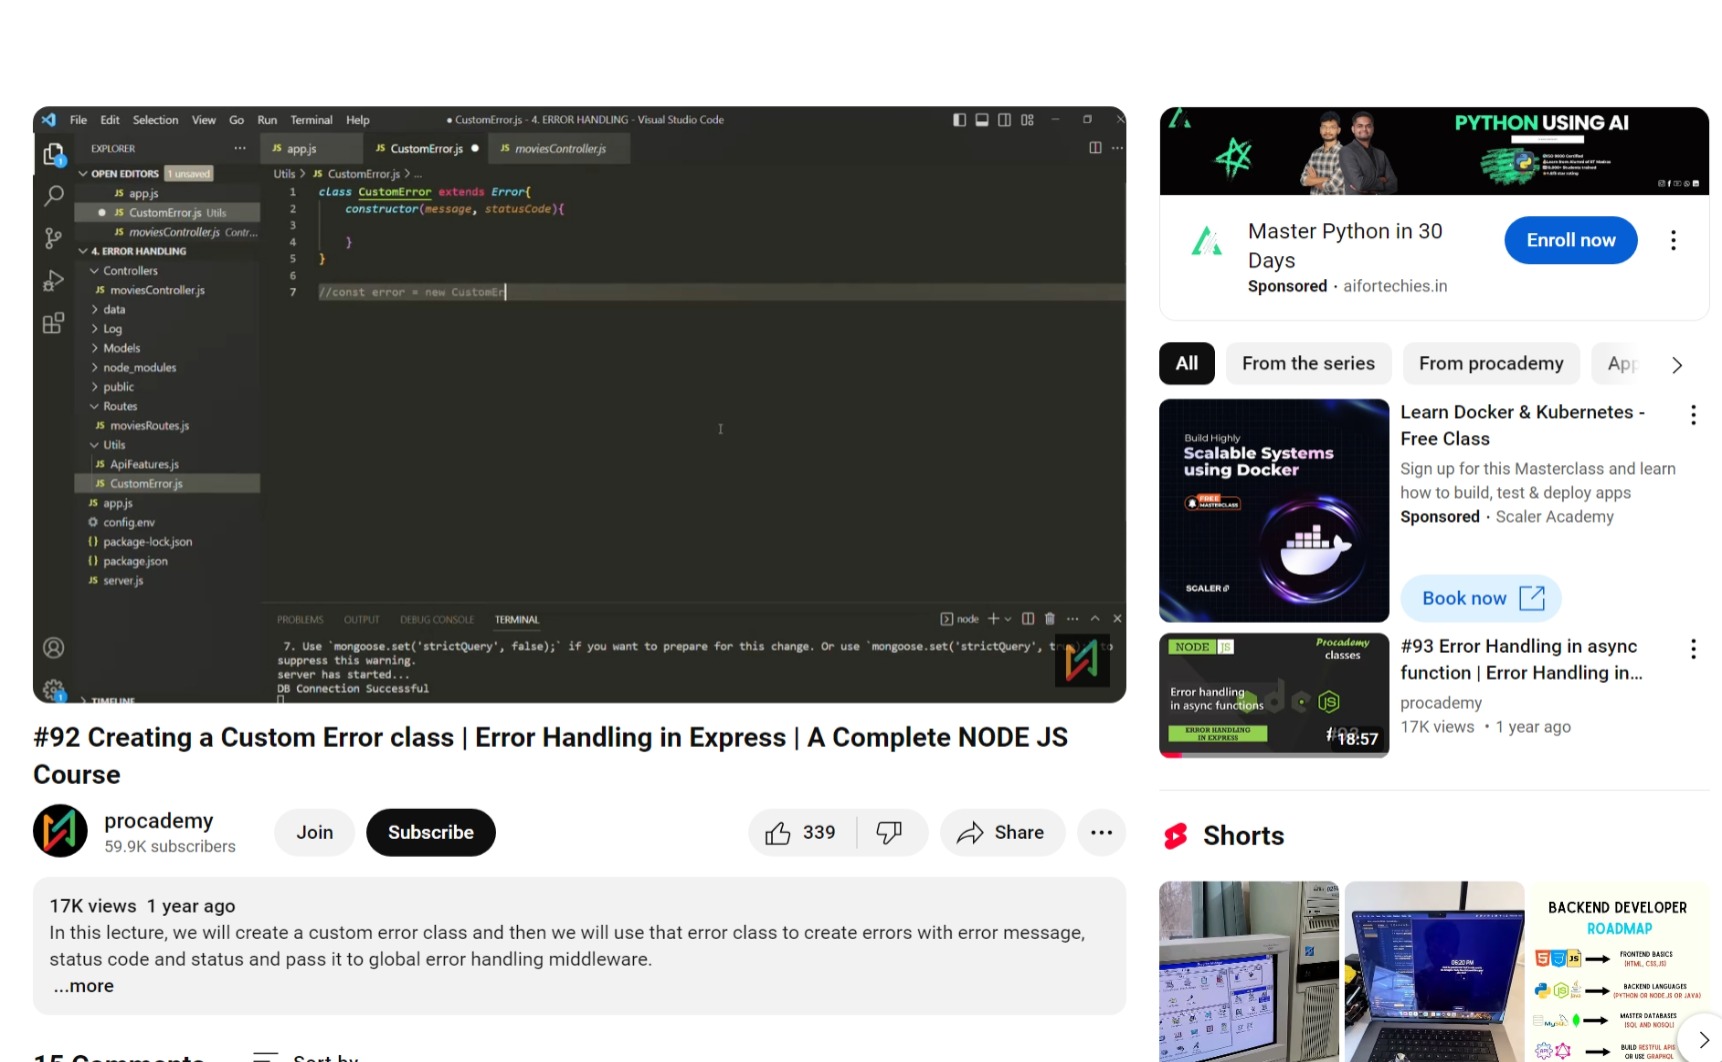 File Edit Selection View Go Run Terminal Help
CustomError.js - 4. ERROR HANDLING - Visual Studio Code
EXPLORER
OPEN EDITORS 1 unsaved
JS app.js
JS CustomError.js Utils
JS moviesController.js Contr...
4. ERROR HANDLING
Controllers
JS moviesController.js
data
Log
Models
node_modules
public
Routes
JS moviesRoutes.js
Utils
JS ApiFeatures.js
JS CustomError.js
JS app.js
config.env
{} package-lock.json
{} package.json
JS server.js
TIMELINE
JS app.js
JS CustomError.js
JS moviesController.js
Utils > JS CustomError.js > ...
1 class CustomError extends Error{
2 constructor(message, statusCode){
3
4 }
5 }
6
7 //const error = new CustomEr
PROBLEMS OUTPUT DEBUG CONSOLE TERMINAL
node
7. Use `mongoose.set('strictQuery', false);` if you want to prepare for this change. Or use `mongoose.set('strictQuery', to
suppress this warning.
server has started...
DB Connection Successful
#92 Creating a Custom Error class | Error Handling in Express | A Complete NODE JS
Course
procademy
59.9K subscribers
Join
Subscribe
339
Share
17K views 1 year ago
In this lecture, we will create a custom error class and then we will use that error class to create errors with error message,
status code and status and pass it to global error handling middleware.
...more
15 Comments
Sort by
PYTHON USING AI
Master Python in 30
Days
Sponsored · aifortechies.in
Enroll now
All
From the series
From procademy
App
Build Highly
Scalable Systems
using Docker
FREE
MASTERCLASS
SCALER
Learn Docker & Kubernetes -
Free Class
Sign up for this Masterclass and learn
how to build, test & deploy apps
Sponsored · Scaler Academy
Book now
NODE JS
Procademy
classes
Error handling
in async functions
ERROR HANDLING
IN EXPRESS
18:57
#93 Error Handling in async
function | Error Handling in...
procademy
17K views • 1 year ago
Shorts
08:20 PM
BACKEND DEVELOPER
ROADMAP
FRONTEND BASICS
(HTML, CSS,JS)
BACKEND LANGUAGES
(PYTHON OR NODE.JS OR JAVA)
MySQL
MASTER DATABASES
(SQL AND NOSQL)
BUILD RESTFUL APIS
OR USE GRAPHQL